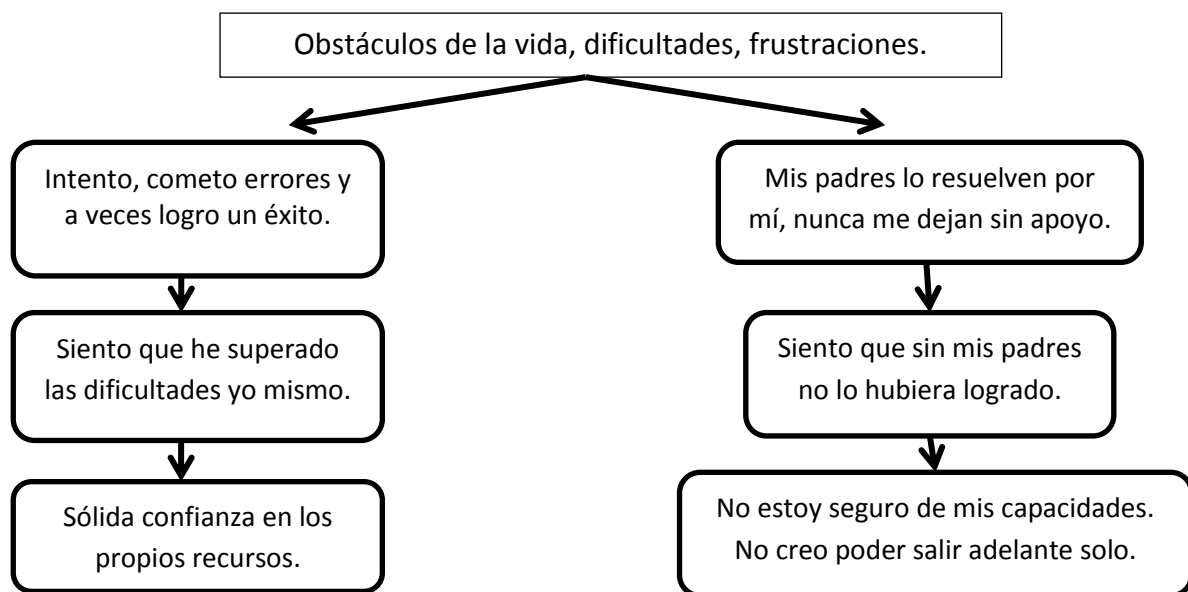 Obstáculos de la vida, dificultades, frustraciones.
Intento, cometo errores y
a veces logro un éxito.
Siento que he superado
las dificultades yo mismo.
Sólida confianza en los
propios recursos.
Mis padres lo resuelven por
mí, nunca me dejan sin apoyo.
Siento que sin mis padres
no lo hubiera logrado.
No estoy seguro de mis capacidades.
No creo poder salir adelante solo.